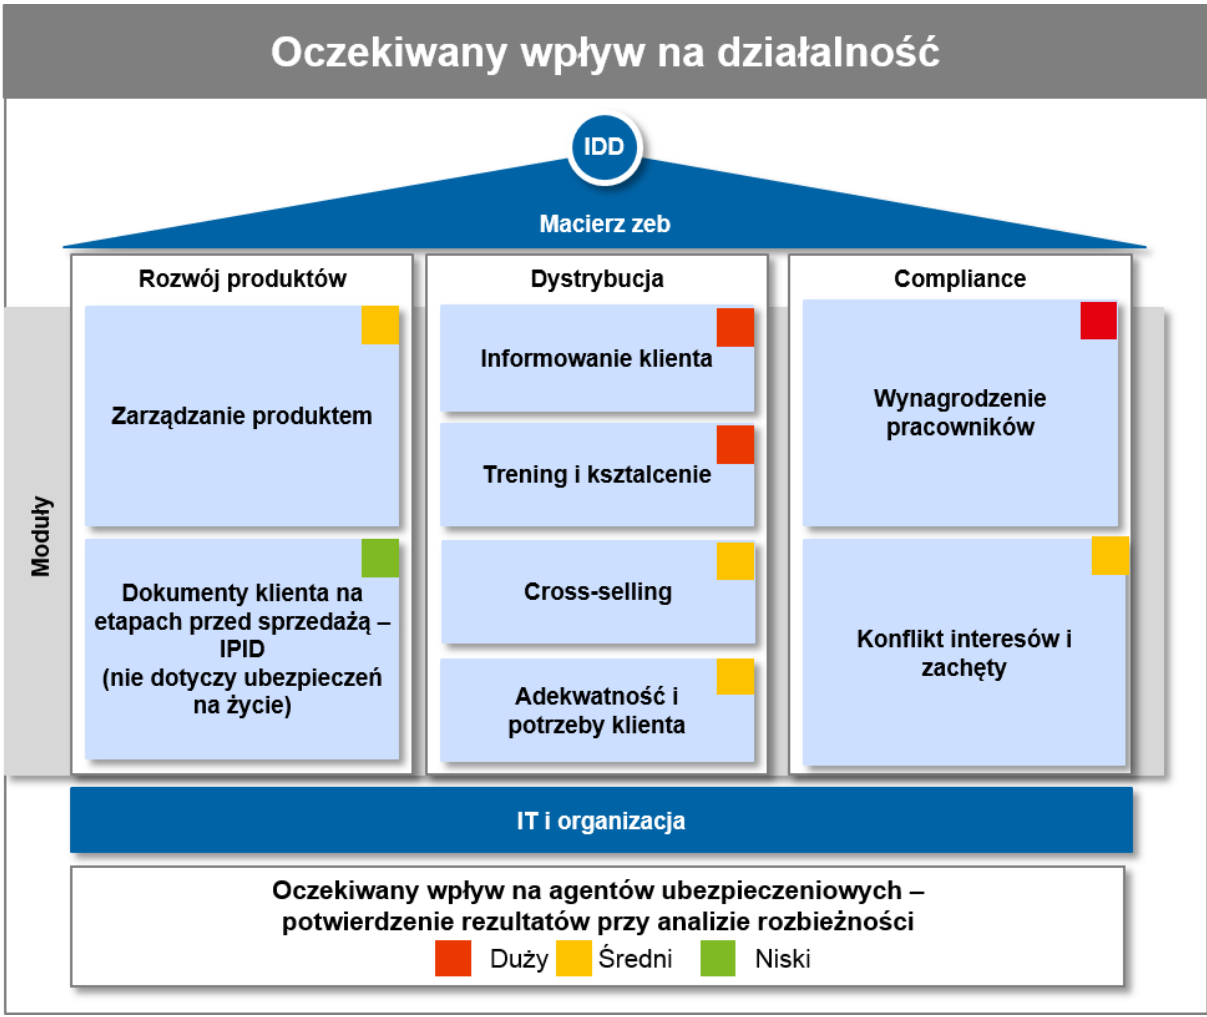 Oczekiwany wpływ na działalność
IDD
Macierz zeb
Rozwój produktów
Zarządzanie produktem
Dokumenty klienta na
etapach przed sprzedażą –
IPID
(nie dotyczy ubezpieczeń
na życie)
Dystrybucja
Informowanie klienta
Trening i ksztalcenie
Cross-selling
Adekwatność i
potrzeby klienta
Compliance
Wynagrodzenie
pracowników
Konflikt interesów i
zachęty
Moduły
IT i organizacja
Oczekiwany wpływ na agentów ubezpieczeniowych –
potwierdzenie rezultatów przy analizie rozbieżności
Duży Średni Niski